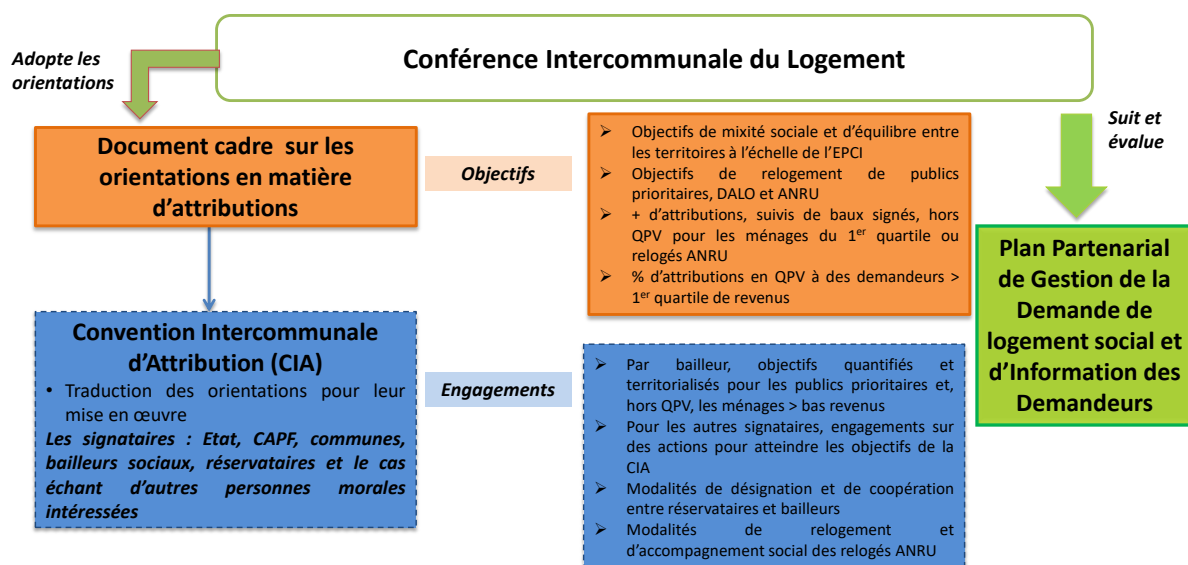 Conférence Intercommunale du Logement
Adopte les
orientations
Suit et
évalue
Document cadre sur les
orientations en matière
d'attributions
Objectifs
➢ Objectifs de mixité sociale et d'équilibre entre
les territoires à l'échelle de l'EPCI
➢ Objectifs de relogement de publics
prioritaires, DALO et ANRU
➢ + d'attributions, suivis de baux signés, hors
QPV pour les ménages du 1er quartile ou
relogés ANRU
➢ % d'attributions en QPV à des demandeurs >
1er quartile de revenus
Convention Intercommunale
d'Attribution (CIA)
• Traduction des orientations pour leur
mise en œuvre
Les signataires : Etat, CAPF, communes,
bailleurs sociaux, réservataires et le cas
échant d'autres personnes morales
intéressées
Engagements
➢ Par bailleur, objectifs quantifiés et
territorialisés pour les publics prioritaires et,
hors QPV, les ménages > bas revenus
➢ Pour les autres signataires, engagements sur
des actions pour atteindre les objectifs de la
CIA
➢ Modalités de désignation et de coopération
entre réservataires et bailleurs
➢ Modalités de relogement et
d'accompagnement social des relogés ANRU
Plan Partenarial
de Gestion de la
Demande de
logement social et
d'Information des
Demandeurs